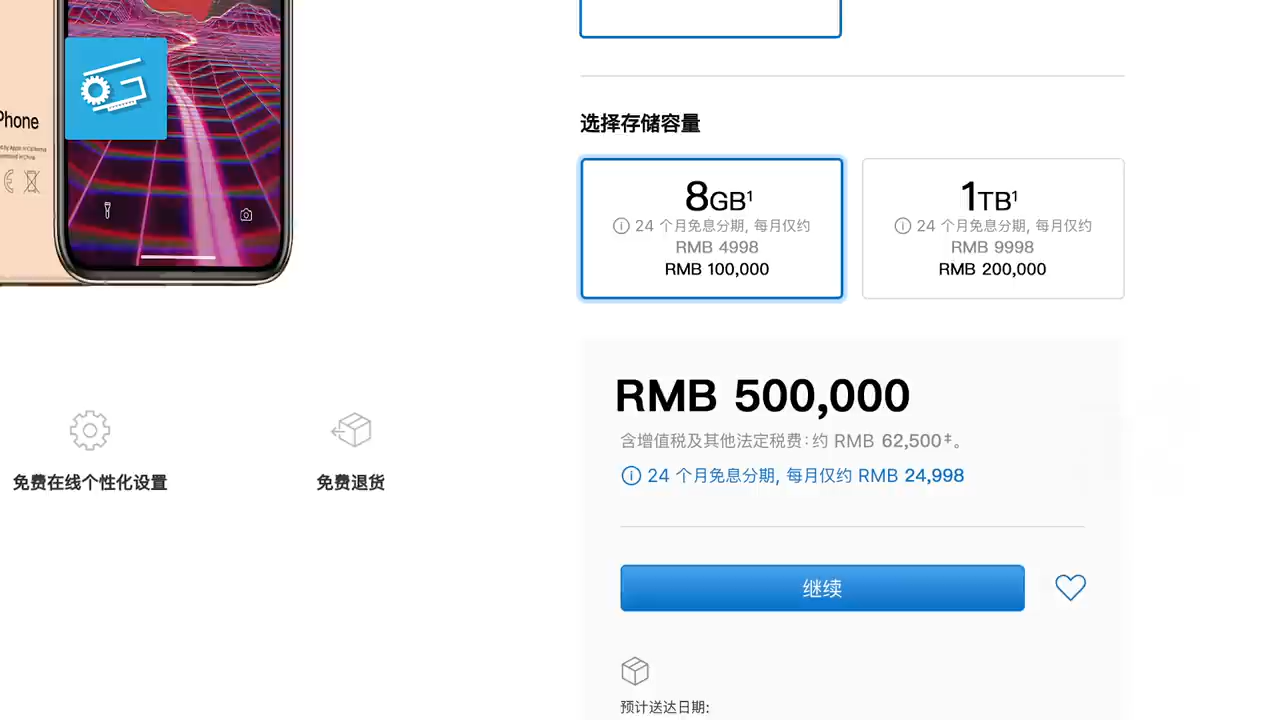 选择存储容量
8GB¹
24 个月免息分期, 每月仅约
RMB 4998
RMB 100,000
1TB¹
24 个月免息分期, 每月仅约
RMB 9998
RMB 200,000
Phone
RMB 500,000
含增值税及其他法定税费: 约 RMB 62,500‡。
24 个月免息分期, 每月仅约 RMB 24,998
免费在线个性化设置
免费退货
继续
预计送达日期: